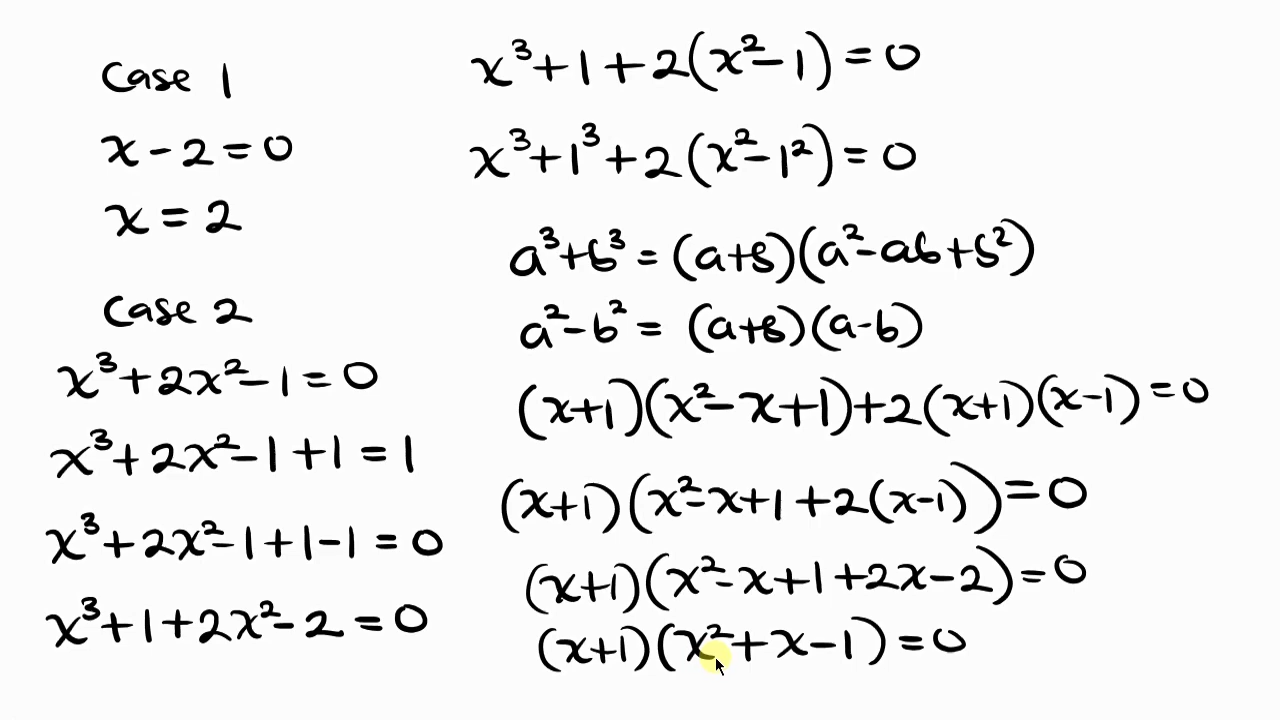 Case 1
x - 2 = 0
x = 2
Case 2
x³ + 2x² - 1 = 0
x³ + 2x² - 1 + 1 = 1
x³ + 2x² - 1 + 1 - 1 = 0
x³ + 1 + 2x² - 2 = 0
x³ + 1 + 2(x² - 1) = 0
x³ + 1³ + 2(x² - 1²) = 0
a³ + b³ = (a+b)(a² - ab + b²)
a² - b² = (a+b)(a-b)
(x+1)(x² - x + 1) + 2(x+1)(x-1) = 0
(x+1)(x² - x + 1 + 2(x-1)) = 0
(x+1)(x² - x + 1 + 2x - 2) = 0
(x+1)(x² + x - 1) = 0